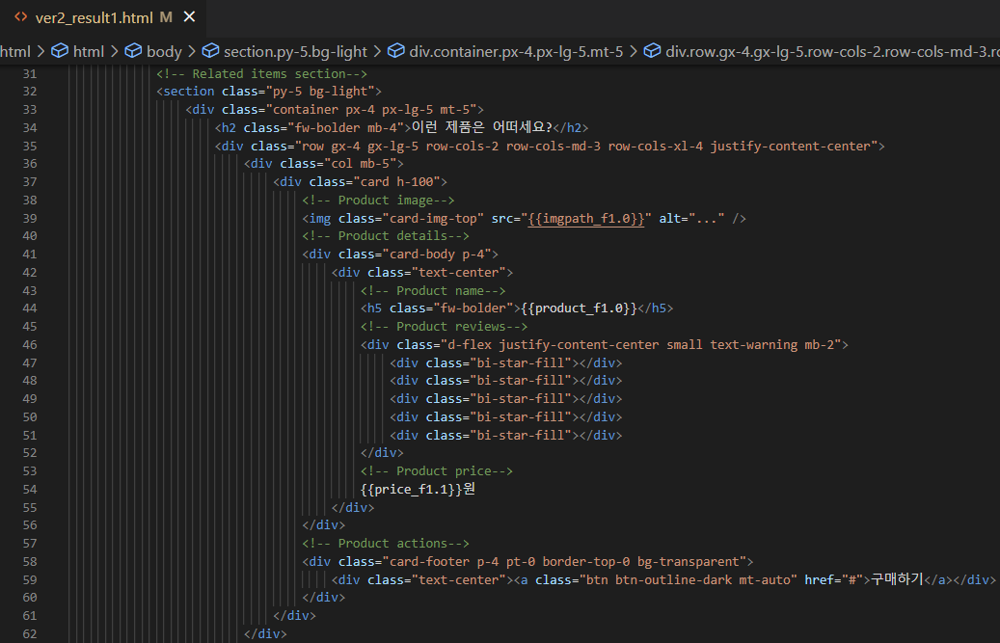 <> ver2_result1.html M ×
html > html > body > section.py-5.bg-light > div.container.px-4.px-lg-5.mt-5 > div.row.gx-4.gx-lg-5.row-cols-2.row-cols-md-3.ro
31 <!-- Related items section-->
32 <section class="py-5 bg-light">
33 <div class="container px-4 px-lg-5 mt-5">
34 <h2 class="fw-bolder mb-4">이런 제품은 어떠세요?</h2>
35 <div class="row gx-4 gx-lg-5 row-cols-2 row-cols-md-3 row-cols-xl-4 justify-content-center">
36 <div class="col mb-5">
37 <div class="card h-100">
38 <!-- Product image-->
39 <img class="card-img-top" src="{{imgpath_f1.0}}" alt="..." />
40 <!-- Product details-->
41 <div class="card-body p-4">
42 <div class="text-center">
43 <!-- Product name-->
44 <h5 class="fw-bolder">{{product_f1.0}}</h5>
45 <!-- Product reviews-->
46 <div class="d-flex justify-content-center small text-warning mb-2">
47 <div class="bi-star-fill"></div>
48 <div class="bi-star-fill"></div>
49 <div class="bi-star-fill"></div>
50 <div class="bi-star-fill"></div>
51 <div class="bi-star-fill"></div>
52 </div>
53 <!-- Product price-->
54 {{price_f1.1}}원
55 </div>
56 </div>
57 <!-- Product actions-->
58 <div class="card-footer p-4 pt-0 border-top-0 bg-transparent">
59 <div class="text-center"><a class="btn btn-outline-dark mt-auto" href="#">구매하기</a></div>
60 </div>
61 </div>
62 </div>